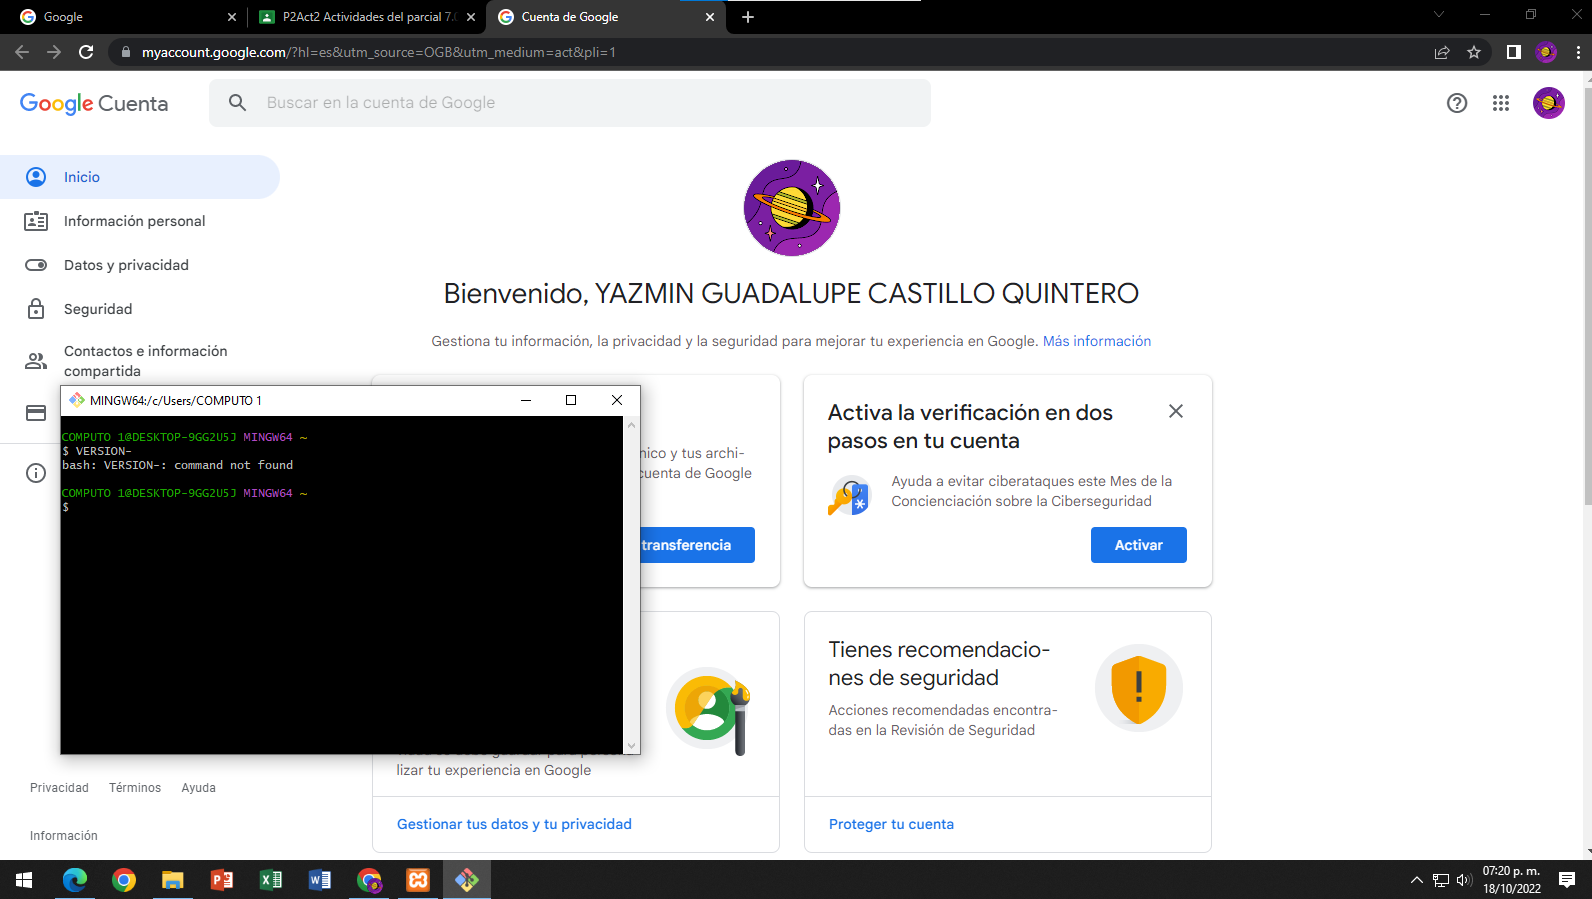 Google
P2Act2 Actividades del parcial 7.0
Cuenta de Google
myaccount.google.com/?hl=es&utm_source=OGB&utm_medium=act&pli=1
Google Cuenta
Buscar en la cuenta de Google
Inicio
Información personal
Datos y privacidad
Seguridad
Contactos e información
compartida
Bienvenido, YAZMIN GUADALUPE CASTILLO QUINTERO
Gestiona tu información, la privacidad y la seguridad para mejorar tu experiencia en Google. Más información
nico y tus archi-
cuenta de Google
transferencia
Activa la verificación en dos
pasos en tu cuenta
Ayuda a evitar ciberataques este Mes de la
Concienciación sobre la Ciberseguridad
Activar
MINGW64:/c/Users/COMPUTO 1
COMPUTO 1@DESKTOP-9GG2U5J MINGW64 ~
$ VERSION-
bash: VERSION-: command not found
COMPUTO 1@DESKTOP-9GG2U5J MINGW64 ~
$
lizar tu experiencia en Google
Gestionar tus datos y tu privacidad
Tienes recomendacio-
nes de seguridad
Acciones recomendadas encontra-
das en la Revisión de Seguridad
Proteger tu cuenta
Privacidad Términos Ayuda
Información
07:20 p. m.
18/10/2022